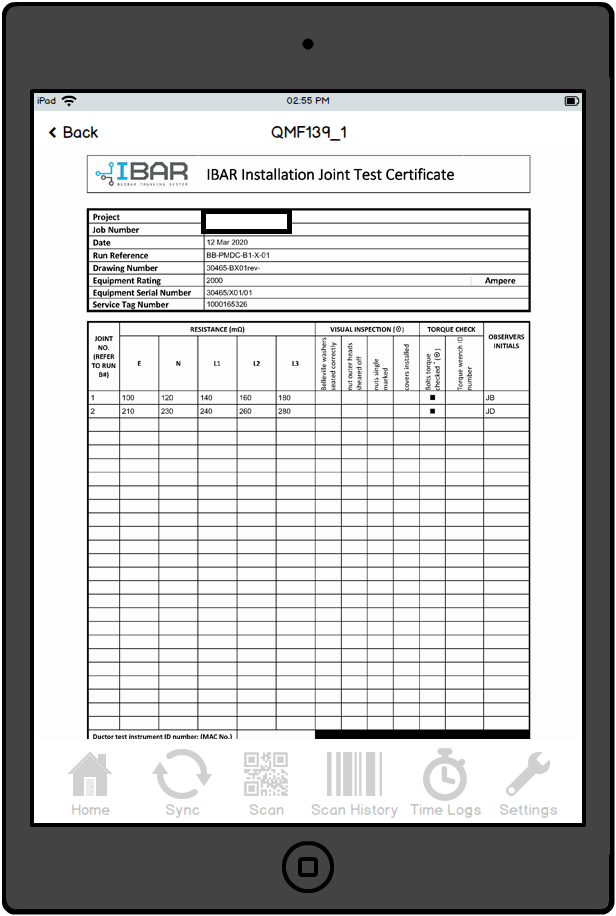 iPad 02:55 PM
Back QMF139_1
IBAR
BUSBAR TRUNKING SYSTEM
IBAR Installation Joint Test Certificate
Project
Job Number
Date 12 Mar 2020
Run Reference BB-PMDC-B1-X-01
Drawing Number 30465-BX01rev-
Equipment Rating 2000 Ampere
Equipment Serial Number 30465/X01/01
Service Tag Number 1000165326
JOINT NO. (REFER TO RUN B#) RESISTANCE (mΩ) VISUAL INSPECTION (⊙) TORQUE CHECK OBSERVERS INITIALS
E N L1 L2 L3 Belleville washers seated correctly nut outer heads sheared off nuts single marked covers installed Bolts torque checked * (⊙) Torque wrench ID number
1 100 120 140 160 180 ■ JB
2 210 230 240 260 280 ■ JD
Ductor test instrument ID number: (MAC No.)
Home Sync Scan Scan History Time Logs Settings